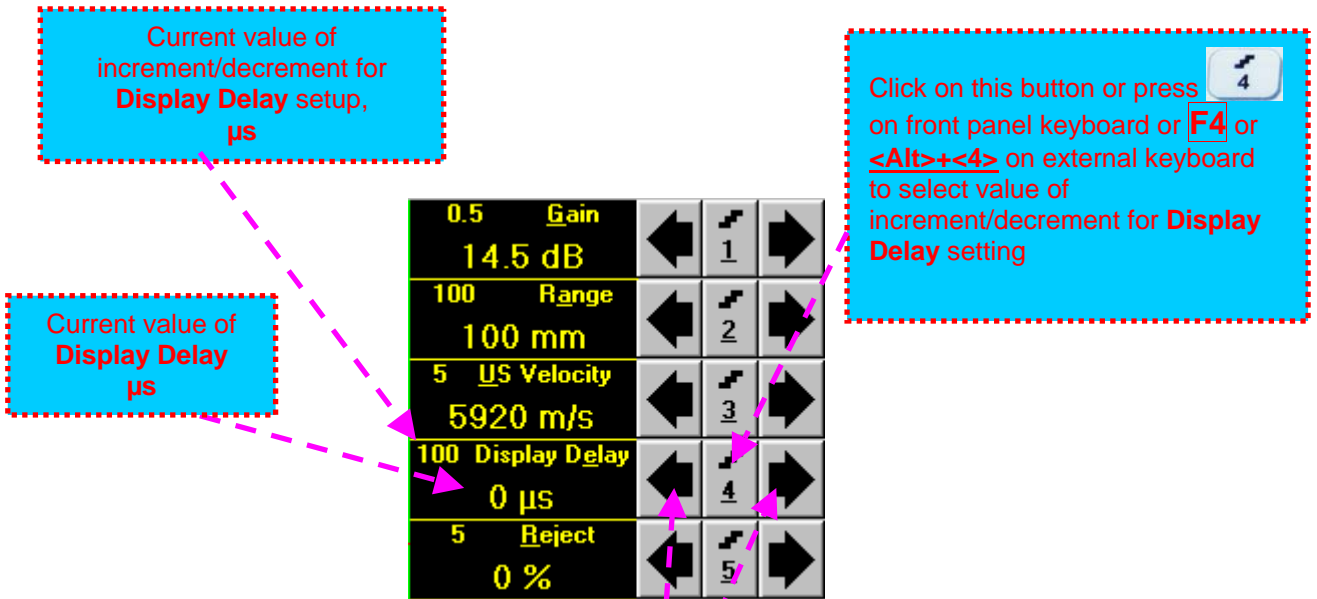 Current value of
increment/decrement for
Display Delay setup,
µs
Click on this button or press 4
on front panel keyboard or F4 or
<Alt>+<4> on external keyboard
to select value of
increment/decrement for Display
Delay setting
Current value of
Display Delay
µs
0.5 Gain
14.5 dB
1
100 Range
100 mm
2
5 US Velocity
5920 m/s
3
100 Display Delay
0 µs
4
5 Reject
0 %
5